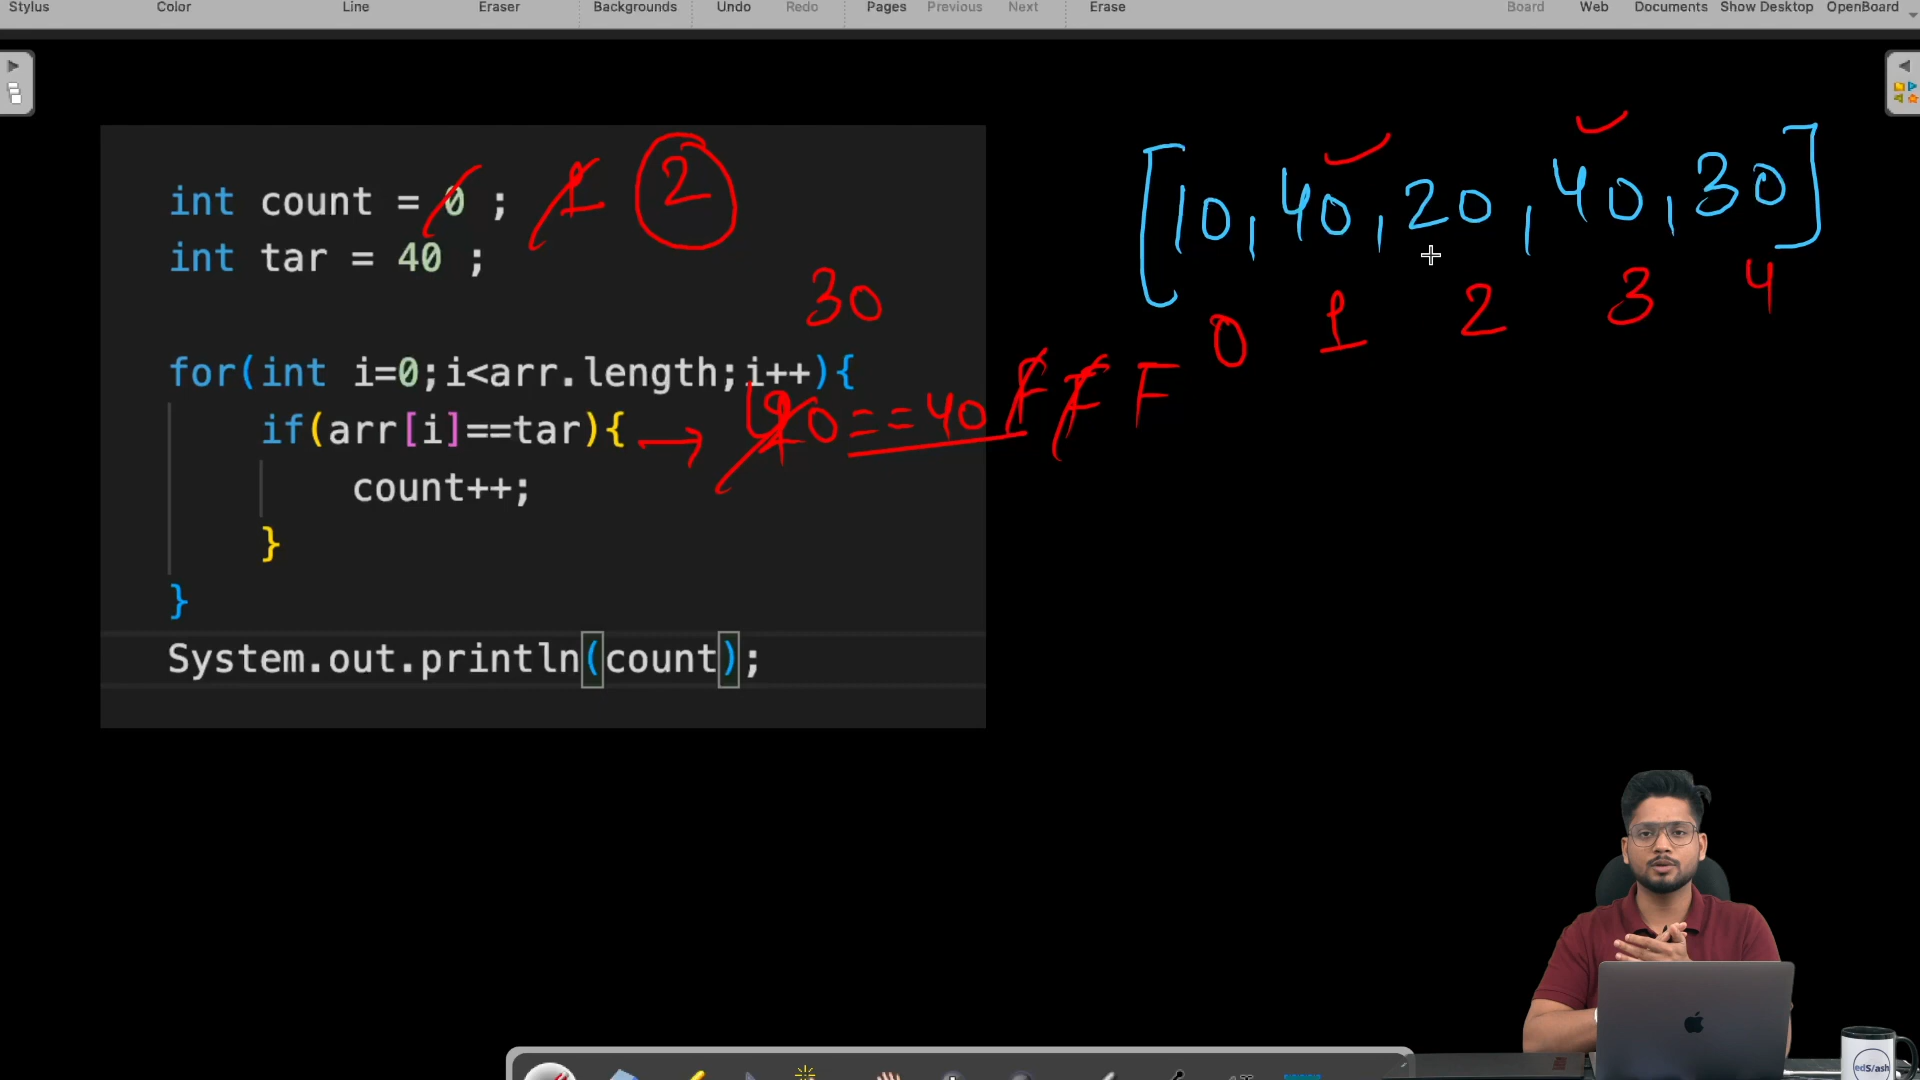 Stylus Color Line Eraser Backgrounds Undo Redo Pages Previous Next Erase Board Web Documents Show Desktop OpenBoard
int count = 0 ; 1 2
int tar = 40 ;
[10, 40, 20, 40, 30]
0 1 2 3 4
30
for(int i=0;i<arr.length;i++){
if(arr[i]==tar){ → 40 == 40 F F F
count++;
}
}
System.out.println(count);
edSlash